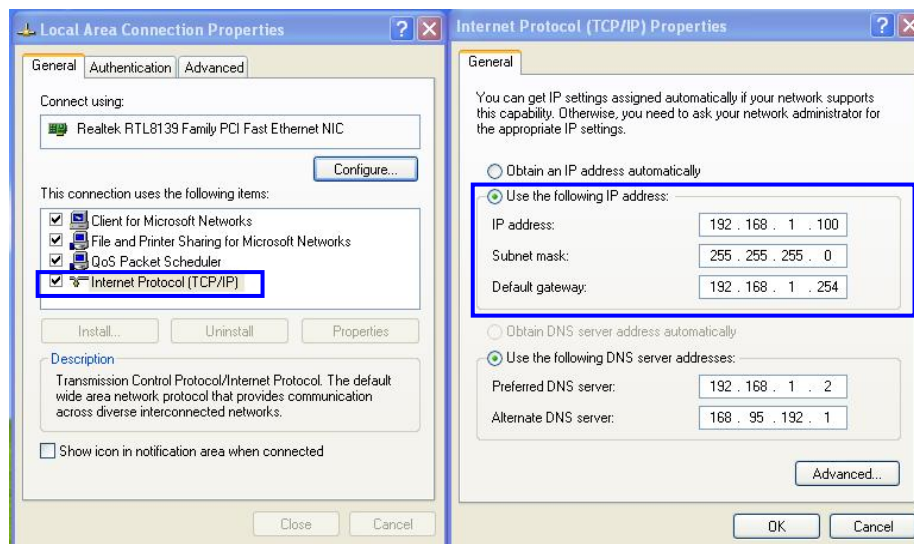 Local Area Connection Properties
General
Authentication
Advanced
Connect using:
Realtek RTL8139 Family PCI Fast Ethernet NIC
Configure...
This connection uses the following items:
Client for Microsoft Networks
File and Printer Sharing for Microsoft Networks
QoS Packet Scheduler
Internet Protocol (TCP/IP)
Install...
Uninstall
Properties
Description
Transmission Control Protocol/Internet Protocol. The default
wide area network protocol that provides communication
across diverse interconnected networks.
Show icon in notification area when connected
Close
Cancel
Internet Protocol (TCP/IP) Properties
General
You can get IP settings assigned automatically if your network supports
this capability. Otherwise, you need to ask your network administrator for
the appropriate IP settings.
Obtain an IP address automatically
Use the following IP address:
IP address: 192 . 168 . 1 . 100
Subnet mask: 255 . 255 . 255 . 0
Default gateway: 192 . 168 . 1 . 254
Obtain DNS server address automatically
Use the following DNS server addresses:
Preferred DNS server: 192 . 168 . 1 . 2
Alternate DNS server: 168 . 95 . 192 . 1
Advanced...
OK
Cancel